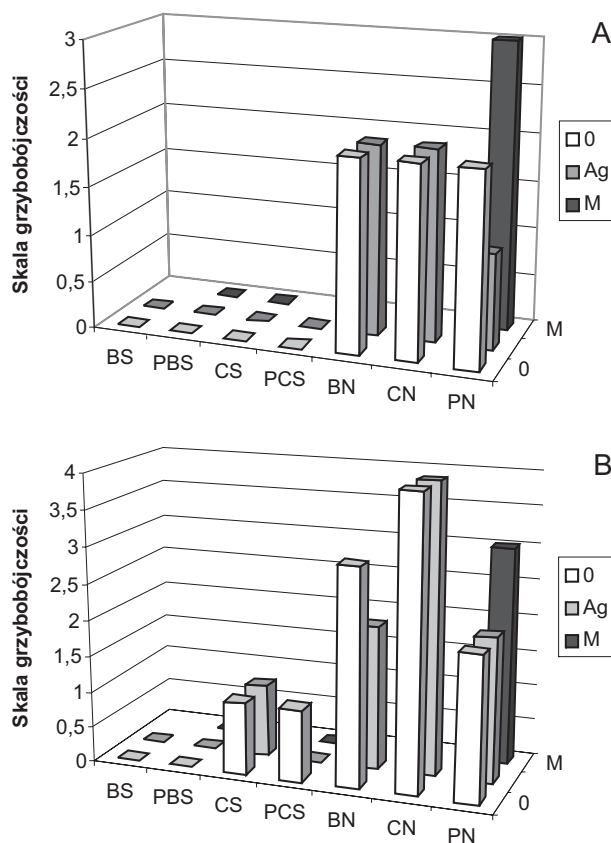 A
Skala grzybobójczości
3
2,5
2
1,5
1
0,5
0
BS PBS CS PCS BN CN PN
0
M
0
Ag
M
B
Skala grzybobójczości
4
3,5
3
2,5
2
1,5
1
0,5
0
BS PBS CS PCS BN CN PN
0
M
0
Ag
M